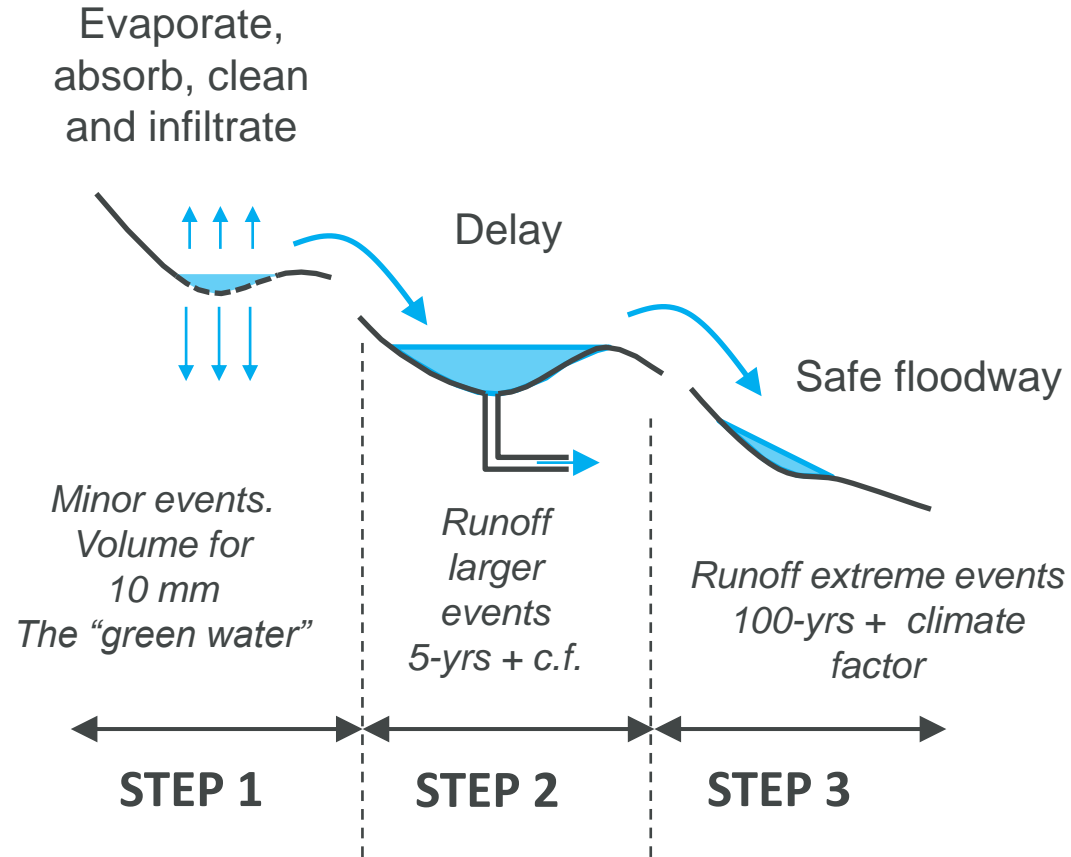 Evaporate,
absorb, clean
and infiltrate
Delay
Safe floodway
Minor events.
Volume for
10 mm
The “green water”
Runoff
larger
events
5-yrs + c.f.
Runoff extreme events
100-yrs + climate
factor
STEP 1
STEP 2
STEP 3